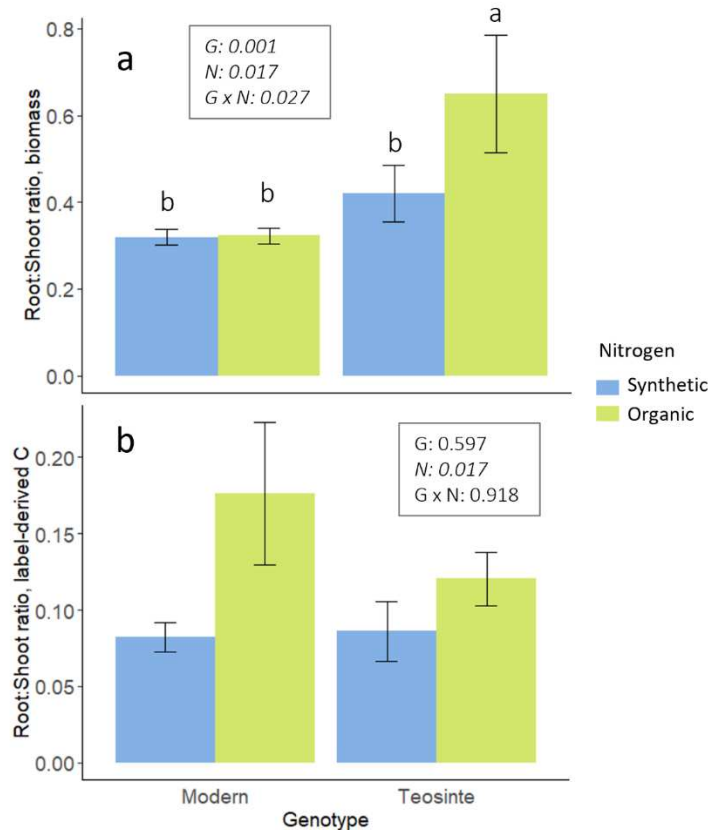 a
G: 0.001
N: 0.017
G x N: 0.027
a
b
b
b
0.8
0.6
0.4
0.2
0.0
Root:Shoot ratio, biomass
Nitrogen
Synthetic
Organic
b
G: 0.597
N: 0.017
G x N: 0.918
0.20
0.15
0.10
0.05
0.00
Root:Shoot ratio, label-derived C
Modern
Teosinte
Genotype